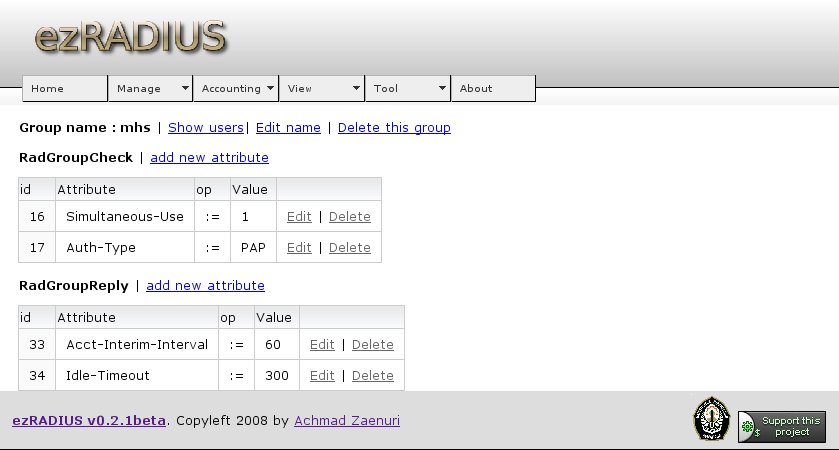 ezRADIUS
Home Manage Accounting View Tool About
Group name : mhs | Show users| Edit name | Delete this group
RadGroupCheck | add new attribute
id Attribute op Value
16 Simultaneous-Use := 1 Edit | Delete
17 Auth-Type := PAP Edit | Delete
RadGroupReply | add new attribute
id Attribute op Value
33 Acct-Interim-Interval := 60 Edit | Delete
34 Idle-Timeout := 300 Edit | Delete
ezRADIUS v0.2.1beta. Copyleft 2008 by Achmad Zaenuri
$ Support this
project